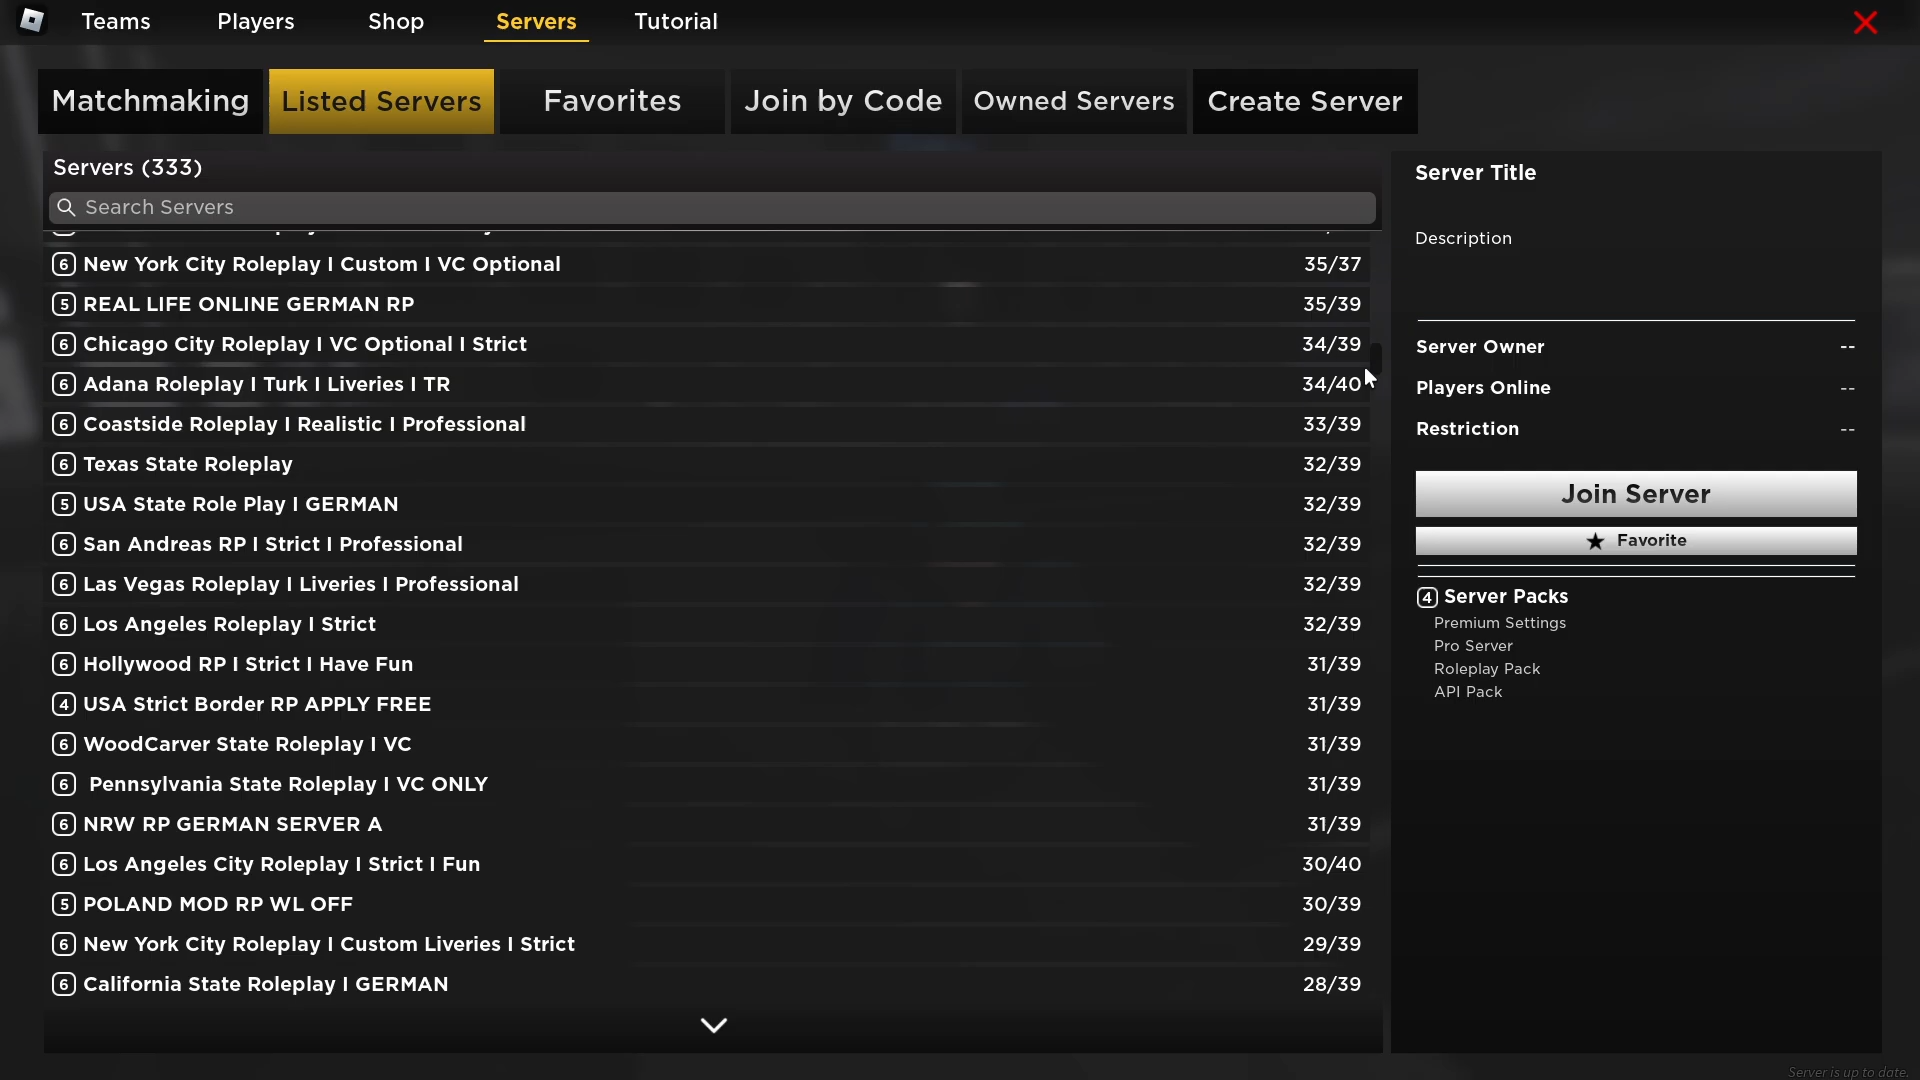 Teams Players Shop Servers Tutorial
Matchmaking Listed Servers Favorites Join by Code Owned Servers Create Server
Servers (333)
Search Servers
6 New York City Roleplay I Custom I VC Optional 35/37
5 REAL LIFE ONLINE GERMAN RP 35/39
6 Chicago City Roleplay I VC Optional I Strict 34/39
6 Adana Roleplay I Turk I Liveries I TR 34/40
6 Coastside Roleplay I Realistic I Professional 33/39
6 Texas State Roleplay 32/39
5 USA State Role Play I GERMAN 32/39
6 San Andreas RP I Strict I Professional 32/39
6 Las Vegas Roleplay I Liveries I Professional 32/39
6 Los Angeles Roleplay I Strict 32/39
6 Hollywood RP I Strict I Have Fun 31/39
4 USA Strict Border RP APPLY FREE 31/39
6 WoodCarver State Roleplay I VC 31/39
6 Pennsylvania State Roleplay I VC ONLY 31/39
6 NRW RP GERMAN SERVER A 31/39
6 Los Angeles City Roleplay I Strict I Fun 30/40
5 POLAND MOD RP WL OFF 30/39
6 New York City Roleplay I Custom Liveries I Strict 29/39
6 California State Roleplay I GERMAN 28/39
Server Title
Description
Server Owner --
Players Online --
Restriction --
Join Server
★ Favorite
4 Server Packs
Premium Settings
Pro Server
Roleplay Pack
API Pack
Server is up to date.